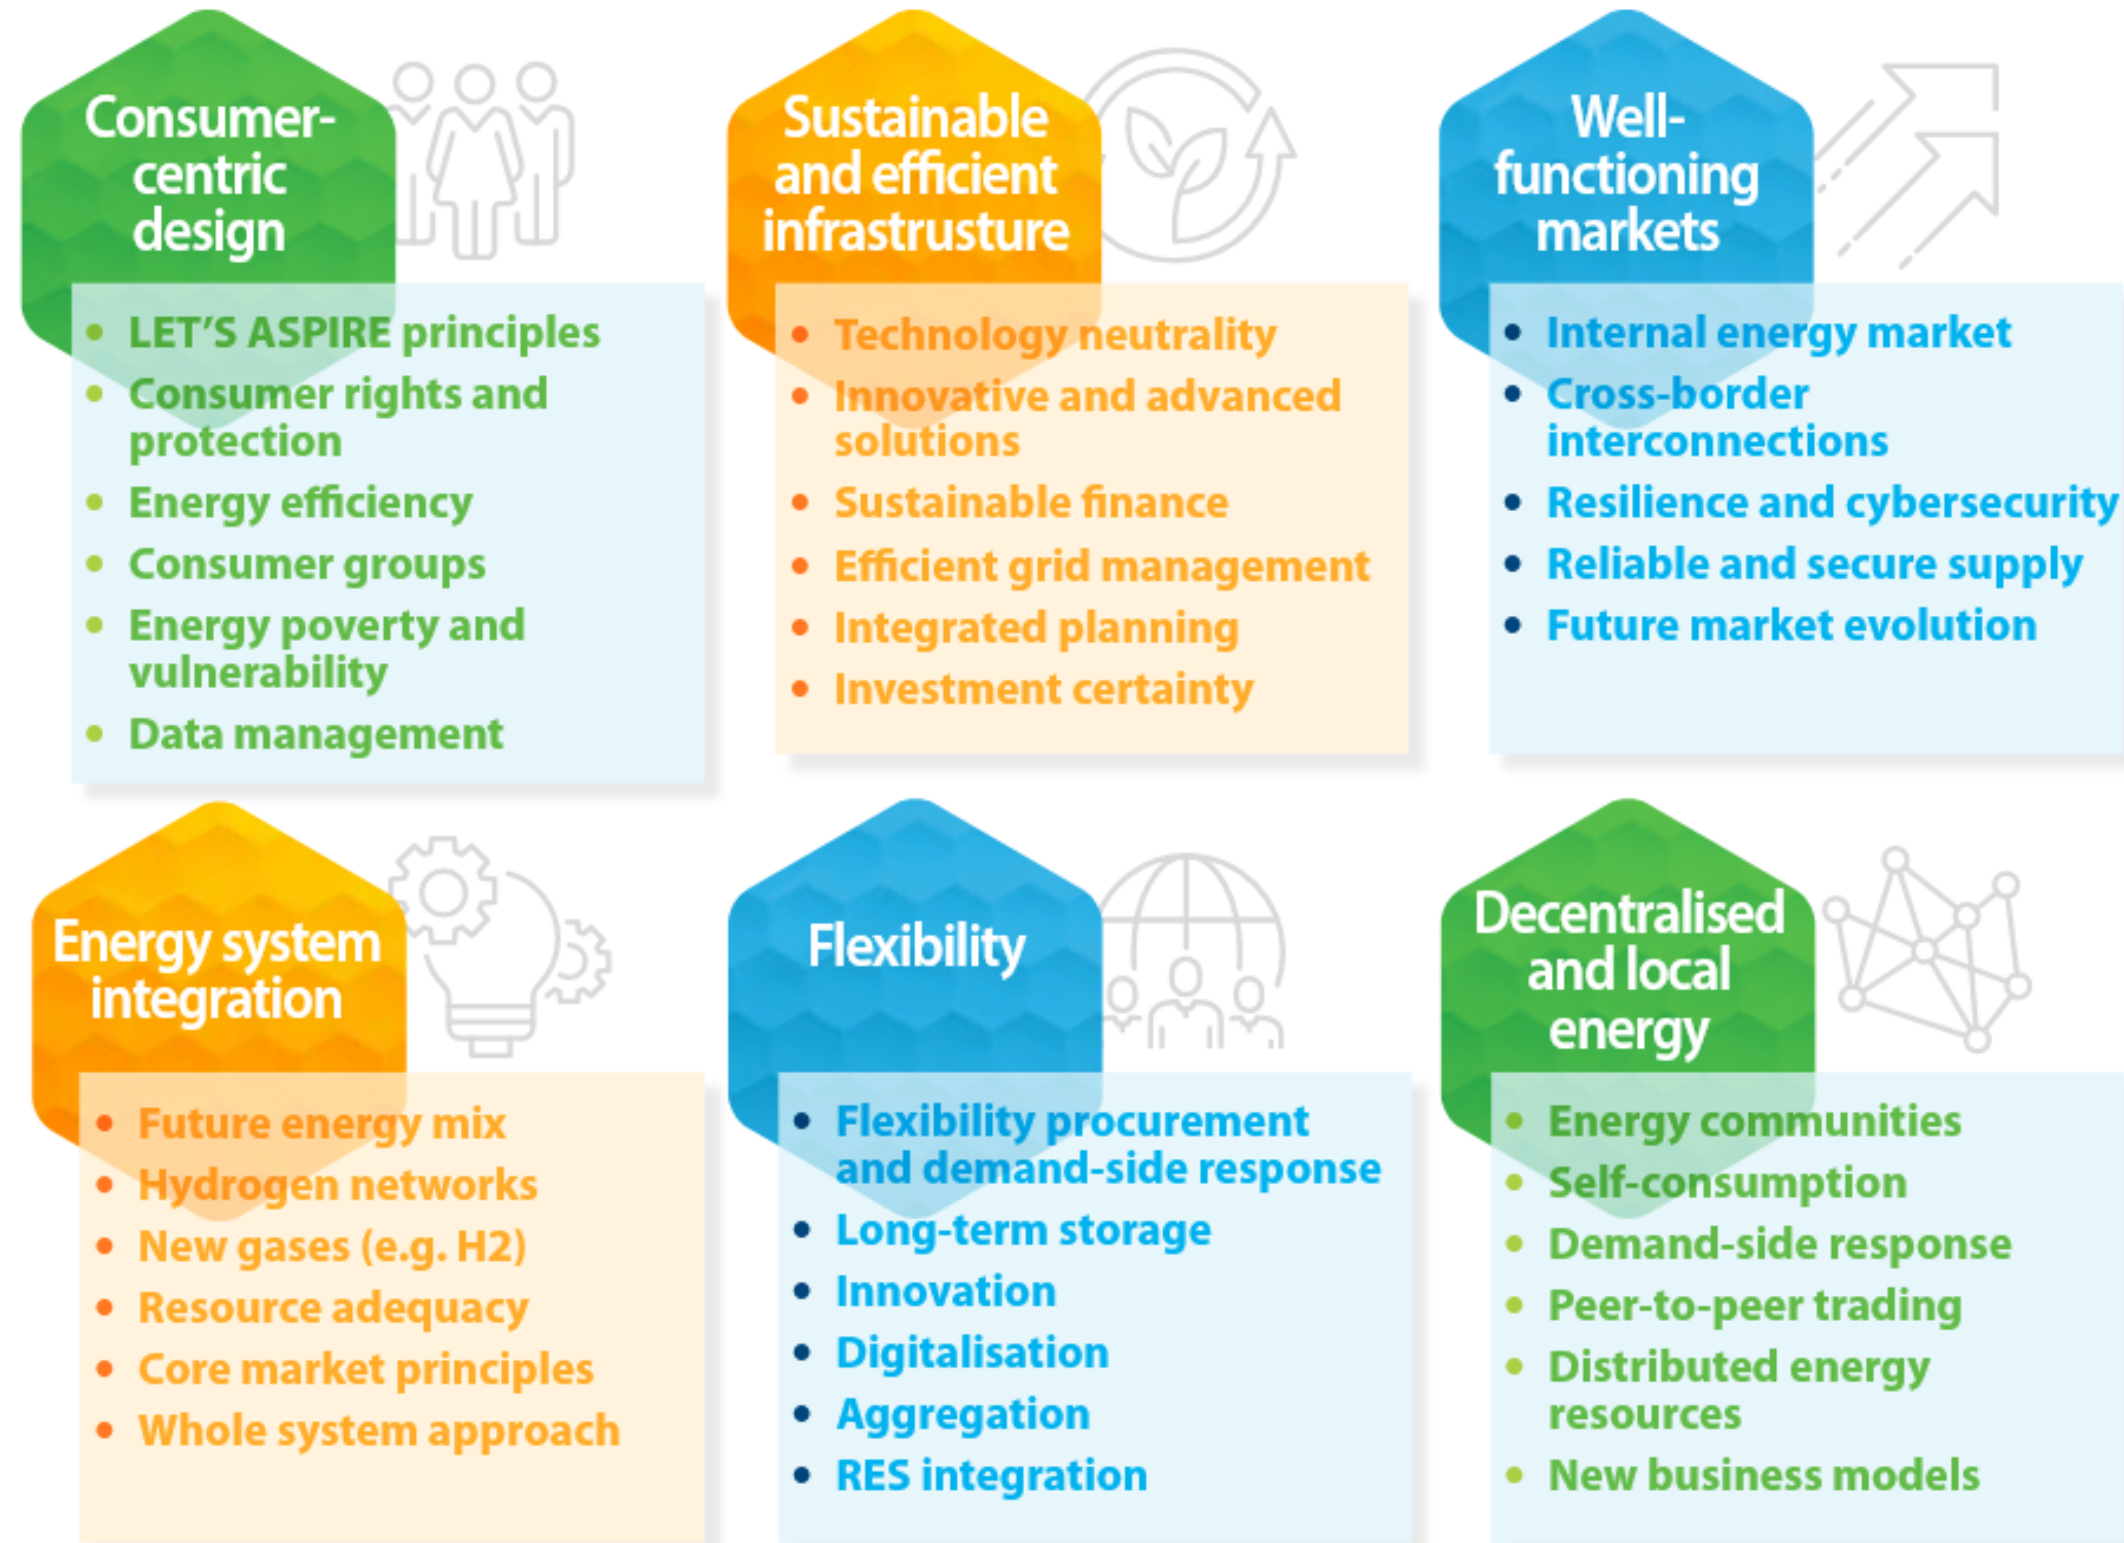 Consumer-
centric
design
• LET'S ASPIRE principles
• Consumer rights and
protection
• Energy efficiency
• Consumer groups
• Energy poverty and
vulnerability
• Data management
Sustainable
and efficient
infrastrusture
• Technology neutrality
• Innovative and advanced
solutions
• Sustainable finance
• Efficient grid management
• Integrated planning
• Investment certainty
Well-
functioning
markets
• Internal energy market
• Cross-border
interconnections
• Resilience and cybersecurity
• Reliable and secure supply
• Future market evolution
Energy system
integration
• Future energy mix
• Hydrogen networks
• New gases (e.g. H2)
• Resource adequacy
• Core market principles
• Whole system approach
Flexibility
• Flexibility procurement
and demand-side response
• Long-term storage
• Innovation
• Digitalisation
• Aggregation
• RES integration
Decentralised
and local
energy
• Energy communities
• Self-consumption
• Demand-side response
• Peer-to-peer trading
• Distributed energy
resources
• New business models